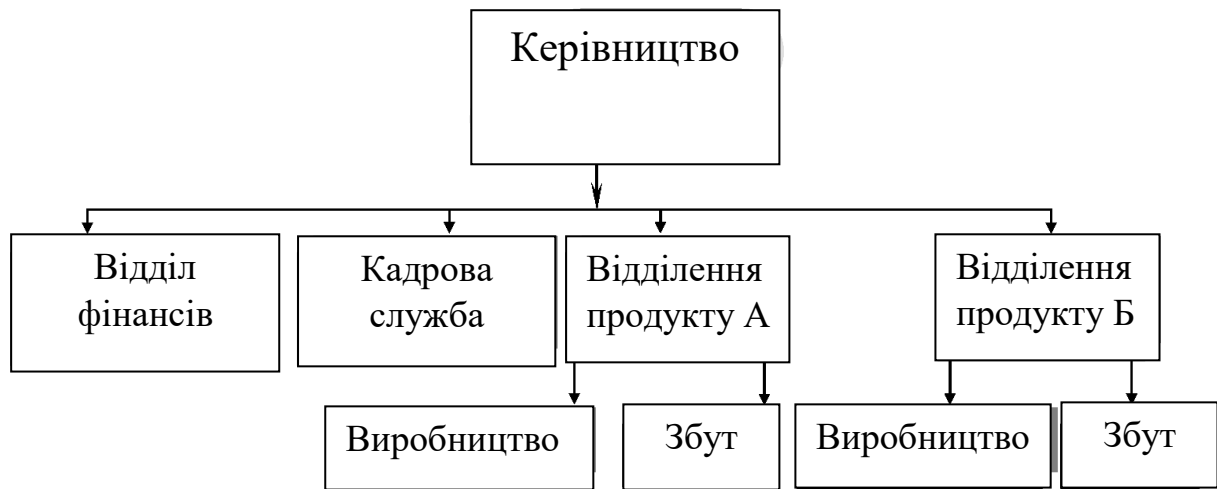 Керівництво
Відділ
фінансів
Кадрова
служба
Відділення
продукту А
Відділення
продукту Б
Виробництво
Збут
Виробництво
Збут